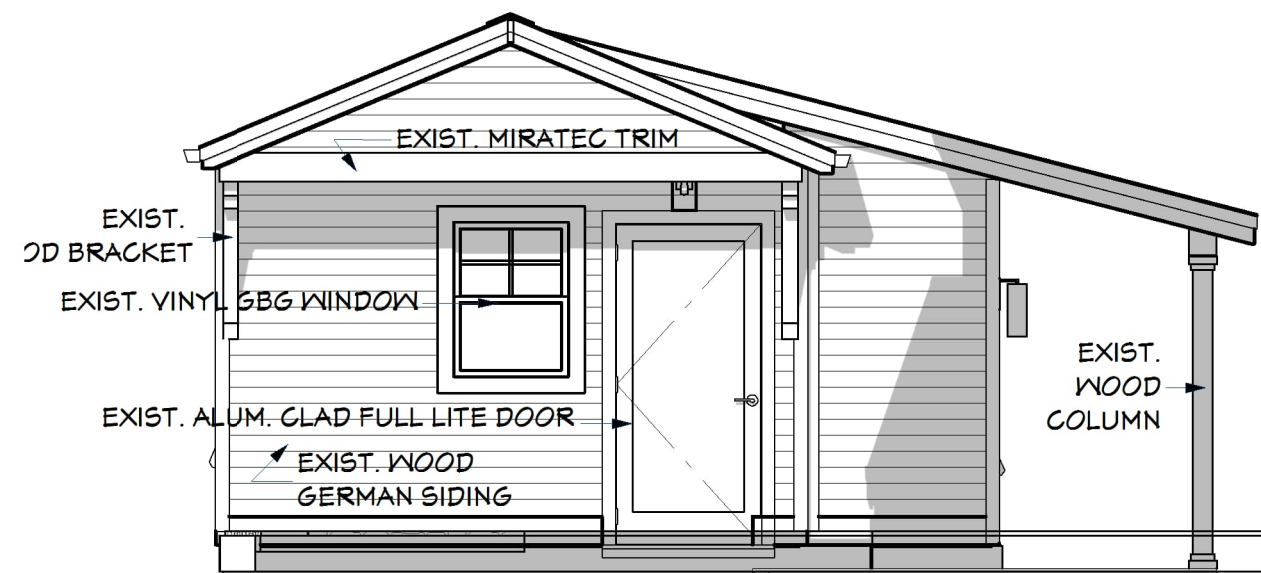 EXIST. MIRATEC TRIM
EXIST.
OD BRACKET
EXIST. VINYL GBG WINDOW
EXIST.
WOOD
COLUMN
EXIST. ALUM. CLAD FULL LITE DOOR
EXIST. WOOD
GERMAN SIDING